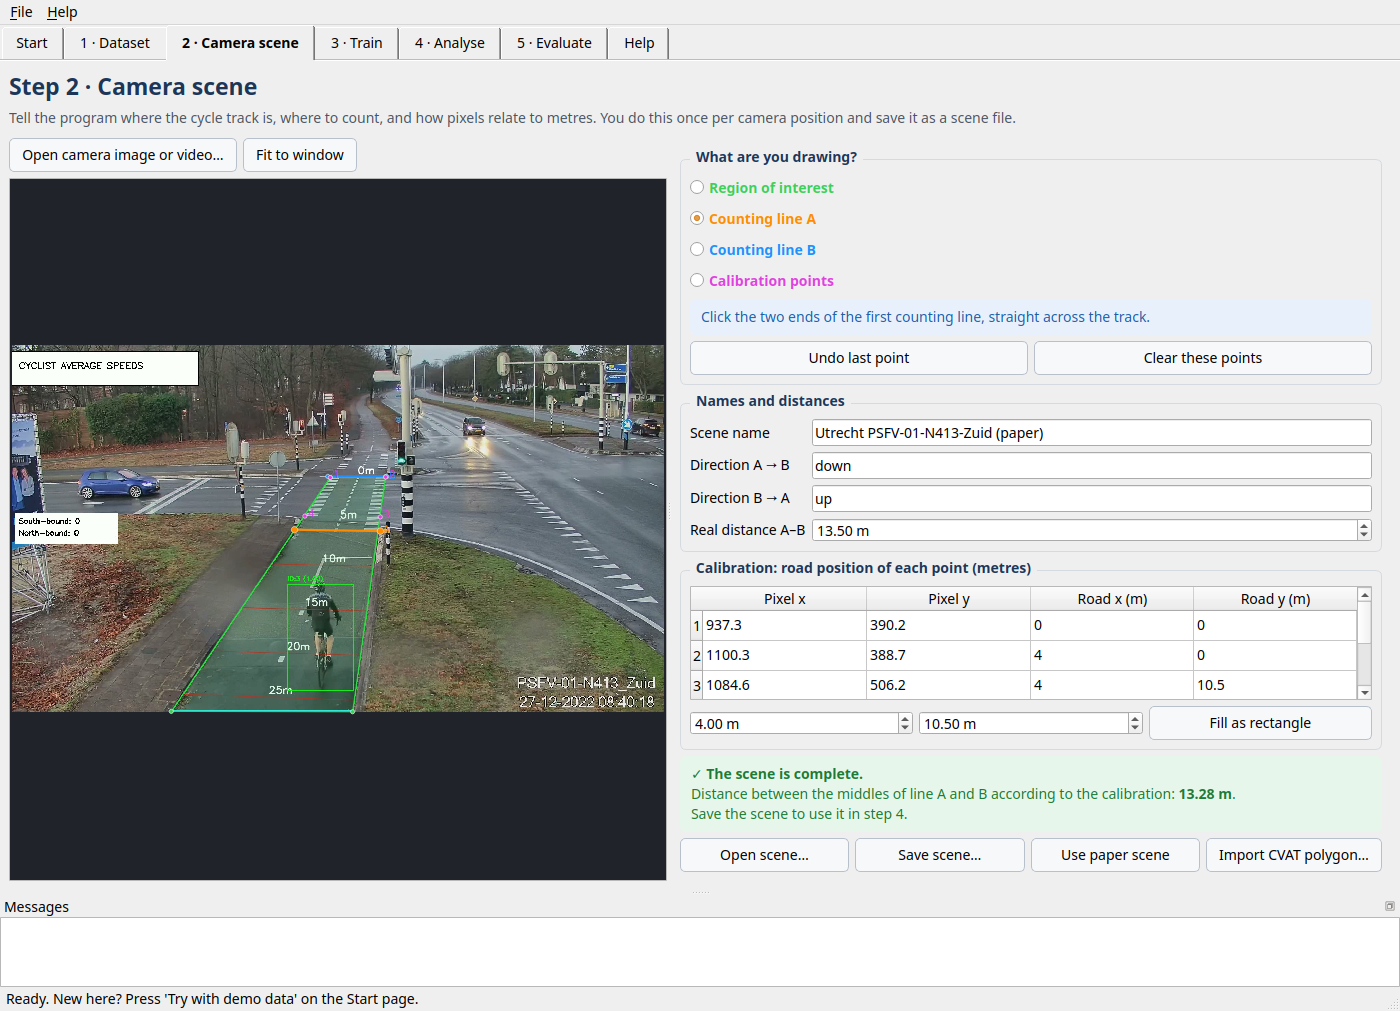 File Help
Start 1 · Dataset 2 · Camera scene 3 · Train 4 · Analyse 5 · Evaluate Help
Step 2 · Camera scene
Tell the program where the cycle track is, where to count, and how pixels relate to metres. You do this once per camera position and save it as a scene file.
Open camera image or video... Fit to window
CYCLIST AVERAGE SPEEDS
0m
5m
South-bound: 0
North-bound: 0
10m
15m
20m
25m
PSFV-01-N413_Zuid
27-12-2022 08:40:18
What are you drawing?
Region of interest
Counting line A
Counting line B
Calibration points
Click the two ends of the first counting line, straight across the track.
Undo last point Clear these points
Names and distances
Scene name Utrecht PSFV-01-N413-Zuid (paper)
Direction A → B down
Direction B → A up
Real distance A–B 13.50 m
Calibration: road position of each point (metres)
Pixel x Pixel y Road x (m) Road y (m)
1 937.3 390.2 0 0
2 1100.3 388.7 4 0
3 1084.6 506.2 4 10.5
4.00 m 10.50 m Fill as rectangle
✓ The scene is complete.
Distance between the middles of line A and B according to the calibration: 13.28 m.
Save the scene to use it in step 4.
Open scene... Save scene... Use paper scene Import CVAT polygon...
Messages
Ready. New here? Press 'Try with demo data' on the Start page.